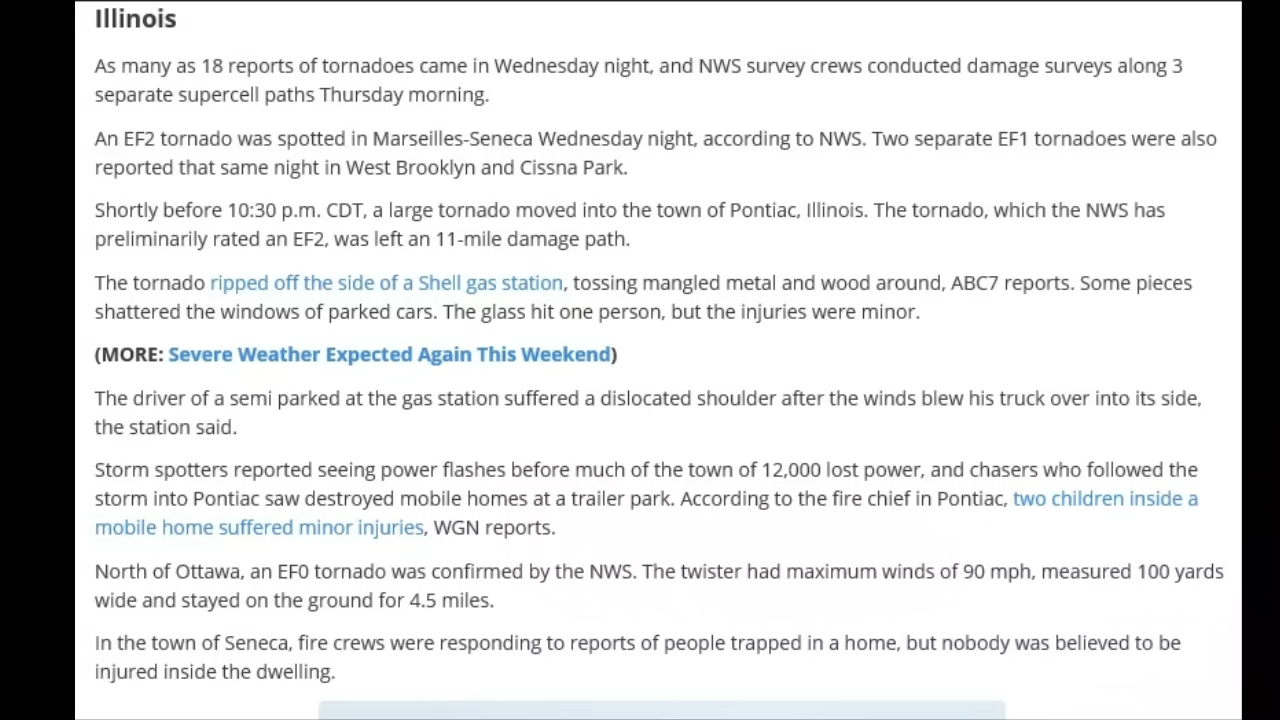 Illinois
As many as 18 reports of tornadoes came in Wednesday night, and NWS survey crews conducted damage surveys along 3
separate supercell paths Thursday morning.
An EF2 tornado was spotted in Marseilles-Seneca Wednesday night, according to NWS. Two separate EF1 tornadoes were also
reported that same night in West Brooklyn and Cissna Park.
Shortly before 10:30 p.m. CDT, a large tornado moved into the town of Pontiac, Illinois. The tornado, which the NWS has
preliminarily rated an EF2, was left an 11-mile damage path.
The tornado ripped off the side of a Shell gas station, tossing mangled metal and wood around, ABC7 reports. Some pieces
shattered the windows of parked cars. The glass hit one person, but the injuries were minor.
(MORE: Severe Weather Expected Again This Weekend)
The driver of a semi parked at the gas station suffered a dislocated shoulder after the winds blew his truck over into its side,
the station said.
Storm spotters reported seeing power flashes before much of the town of 12,000 lost power, and chasers who followed the
storm into Pontiac saw destroyed mobile homes at a trailer park. According to the fire chief in Pontiac, two children inside a
mobile home suffered minor injuries, WGN reports.
North of Ottawa, an EF0 tornado was confirmed by the NWS. The twister had maximum winds of 90 mph, measured 100 yards
wide and stayed on the ground for 4.5 miles.
In the town of Seneca, fire crews were responding to reports of people trapped in a home, but nobody was believed to be
injured inside the dwelling.